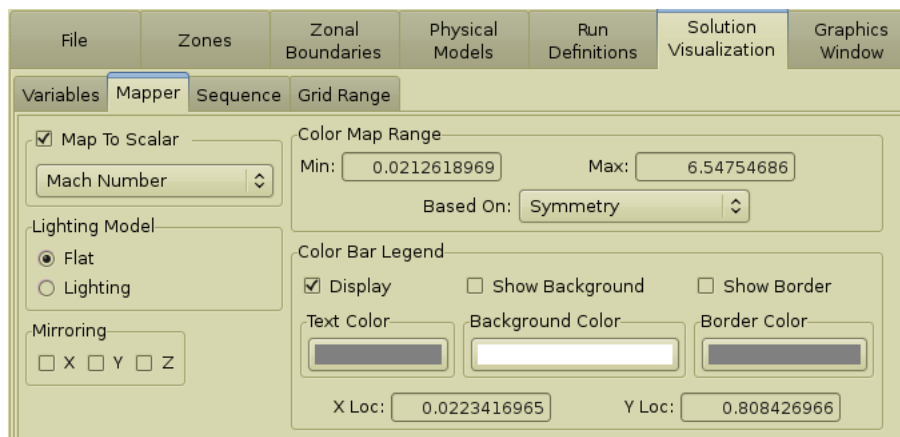 File
Zones
Zonal
Boundaries
Physical
Models
Run
Definitions
Solution
Visualization
Graphics
Window
Variables
Mapper
Sequence
Grid Range
Map To Scalar
Mach Number
Lighting Model
Flat
Lighting
Mirroring
X Y Z
Color Map Range
Min: 0.0212618969 Max: 6.54754686
Based On: Symmetry
Color Bar Legend
Display Show Background Show Border
Text Color Background Color Border Color
X Loc: 0.0223416965 Y Loc: 0.808426966